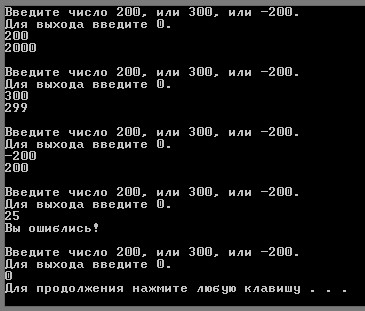 Введите число 200, или 300, или -200.
Для выхода введите 0.
200
2000
Введите число 200, или 300, или -200.
Для выхода введите 0.
300
299
Введите число 200, или 300, или -200.
Для выхода введите 0.
-200
200
Введите число 200, или 300, или -200.
Для выхода введите 0.
25
Вы ошиблись!
Введите число 200, или 300, или -200.
Для выхода введите 0.
0
Для продолжения нажмите любую клавишу . . .